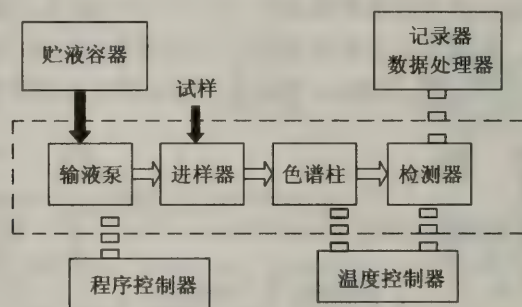 贮液容器
记录器
数据处理器
试样
输液泵
进样器
色谱柱
检测器
程序控制器
温度控制器